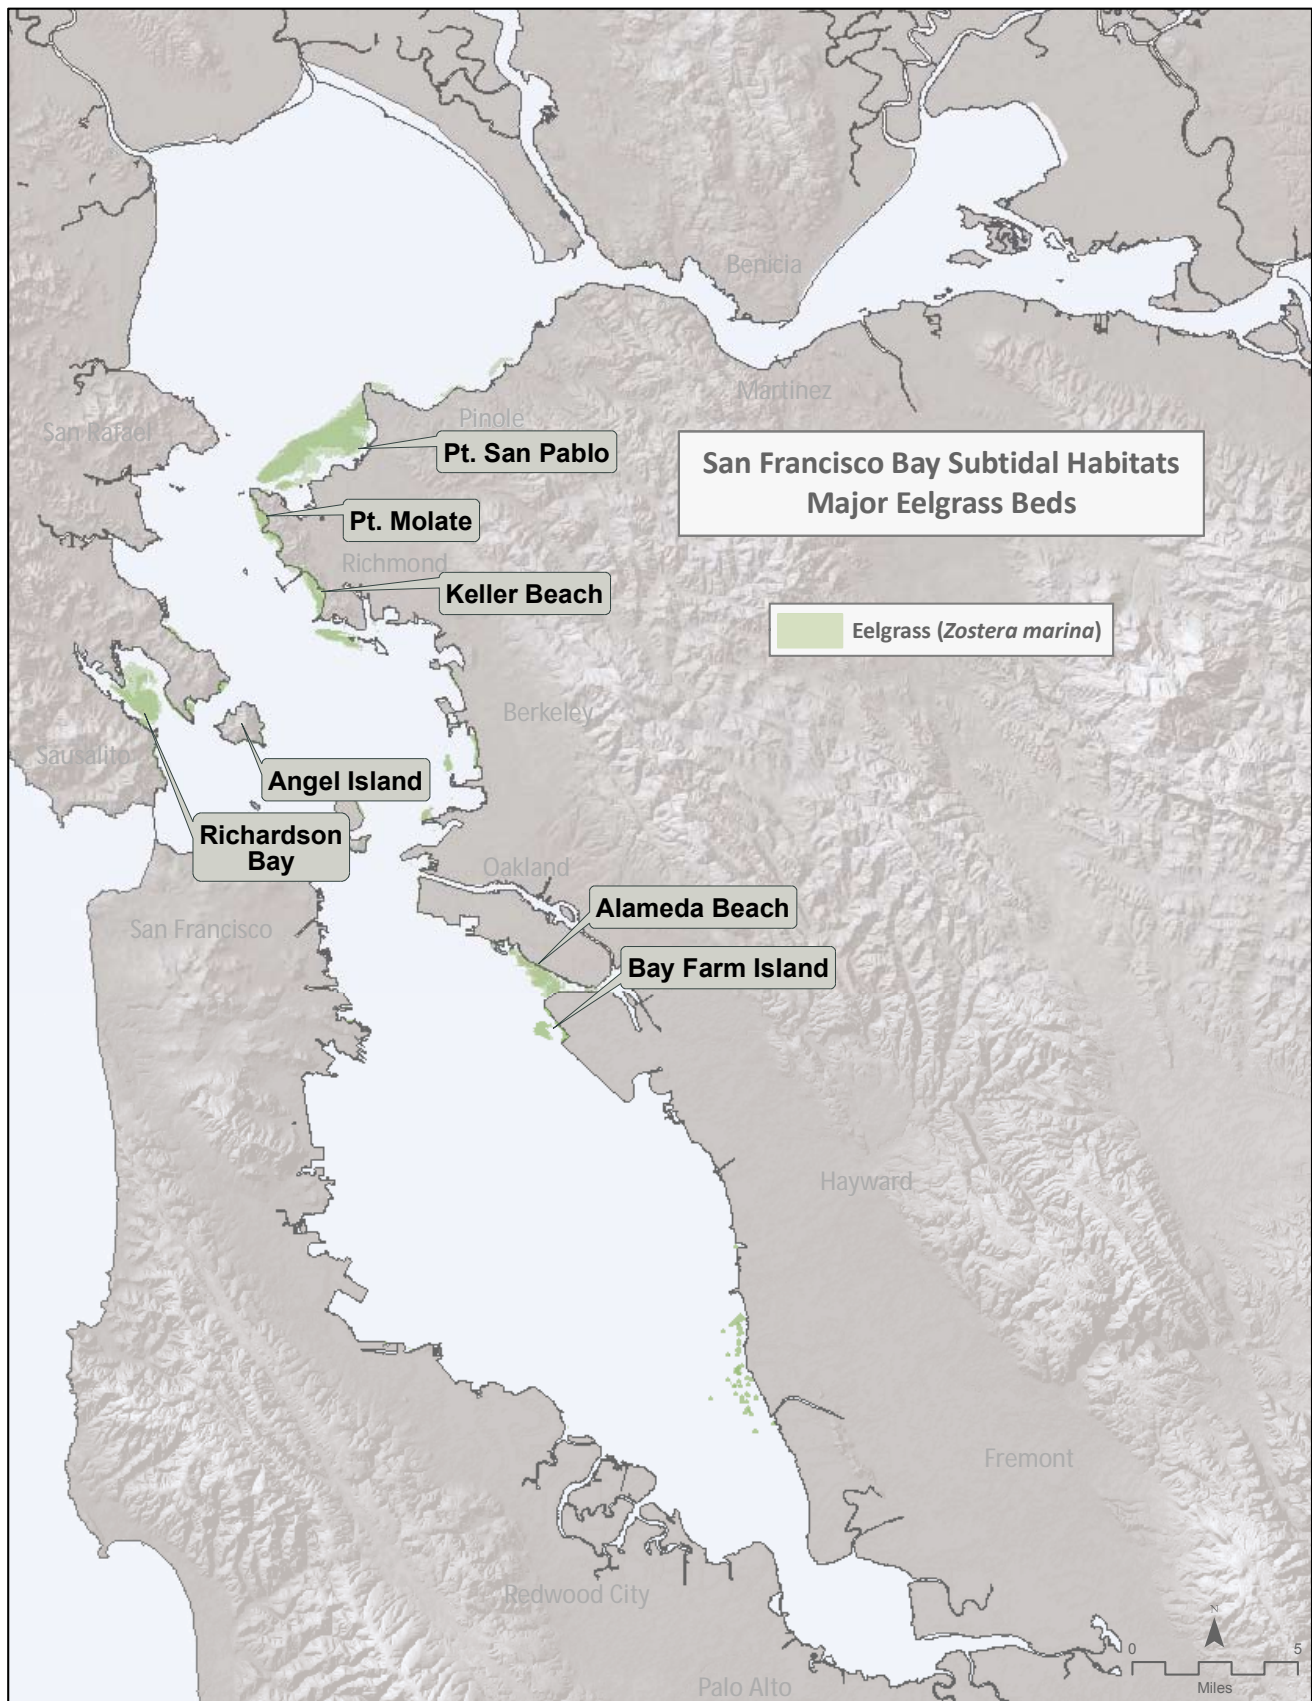 Benicia
Martinez
San Rafael
Pinole
Pt. San Pablo
San Francisco Bay Subtidal Habitats
Major Eelgrass Beds
Pt. Molate
Richmond
Keller Beach
Eelgrass (Zostera marina)
Berkeley
Sausalito
Angel Island
Richardson
Bay
Oakland
Alameda Beach
San Francisco
Bay Farm Island
Hayward
Fremont
Redwood City
N
0 5
Miles
Palo Alto